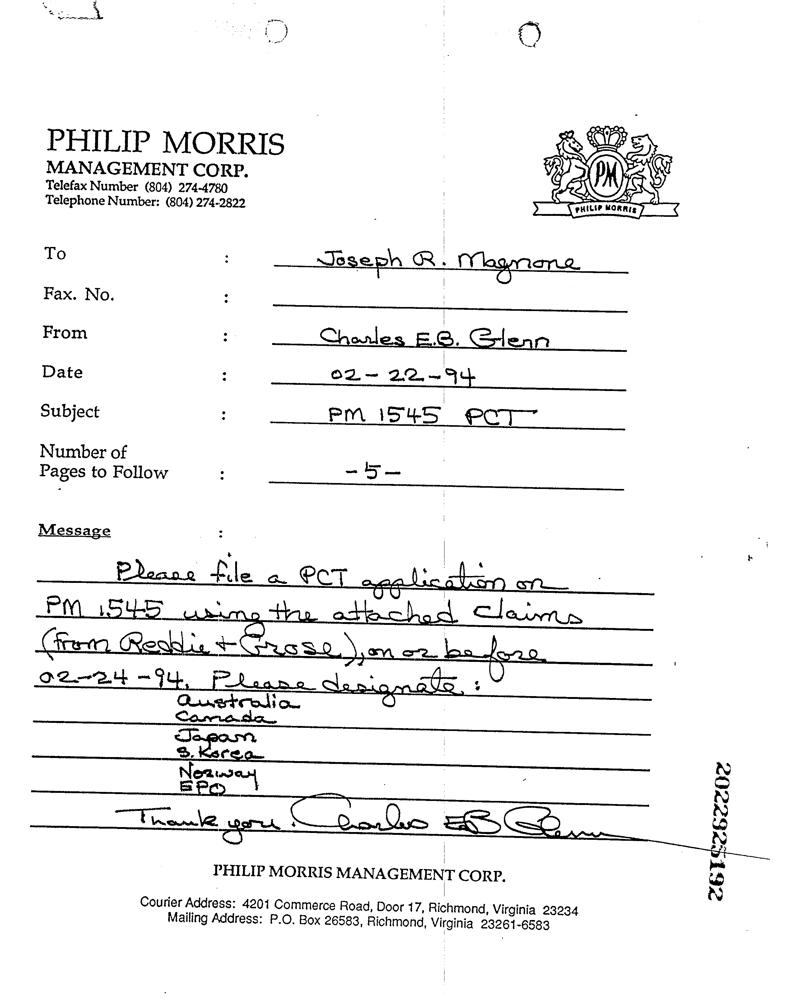 PHILIP MORRIS
MANAGEMENT CORP.
Telefax Number (804) 274-4780
Telephone Number: (804) 274-2822
PM
PHILIP MORRIS
To : Joseph R. Magnone
Fax. No. :
From : Charles E.B. Glenn
Date : 02-22-94
Subject : PM 1545 PCT
Number of
Pages to Follow : -5-
Message :
Please file a PCT application on
PM 1545 using the attached claims
(from Reddie + Grose), on or before
02-24-94. Please designate:
Australia
Canada
Japan
S. Korea
Norway
EPO
Thank you. Charles EB Glenn
2022925192
PHILIP MORRIS MANAGEMENT CORP.
Courier Address: 4201 Commerce Road, Door 17, Richmond, Virginia 23234
Mailing Address: P.O. Box 26583, Richmond, Virginia 23261-6583